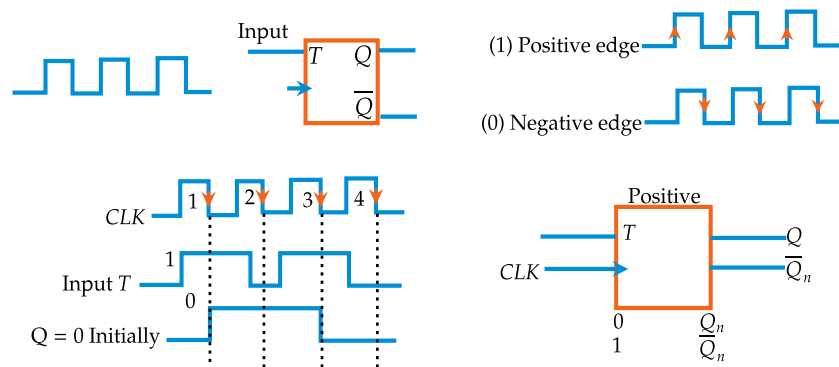 Input
T Q
Q̅
(1) Positive edge
(0) Negative edge
CLK 1 2 3 4
1
Input T
0
Q = 0 Initially
Positive
T Q
CLK Q̅ₙ
0 Qₙ
1 Q̅ₙ